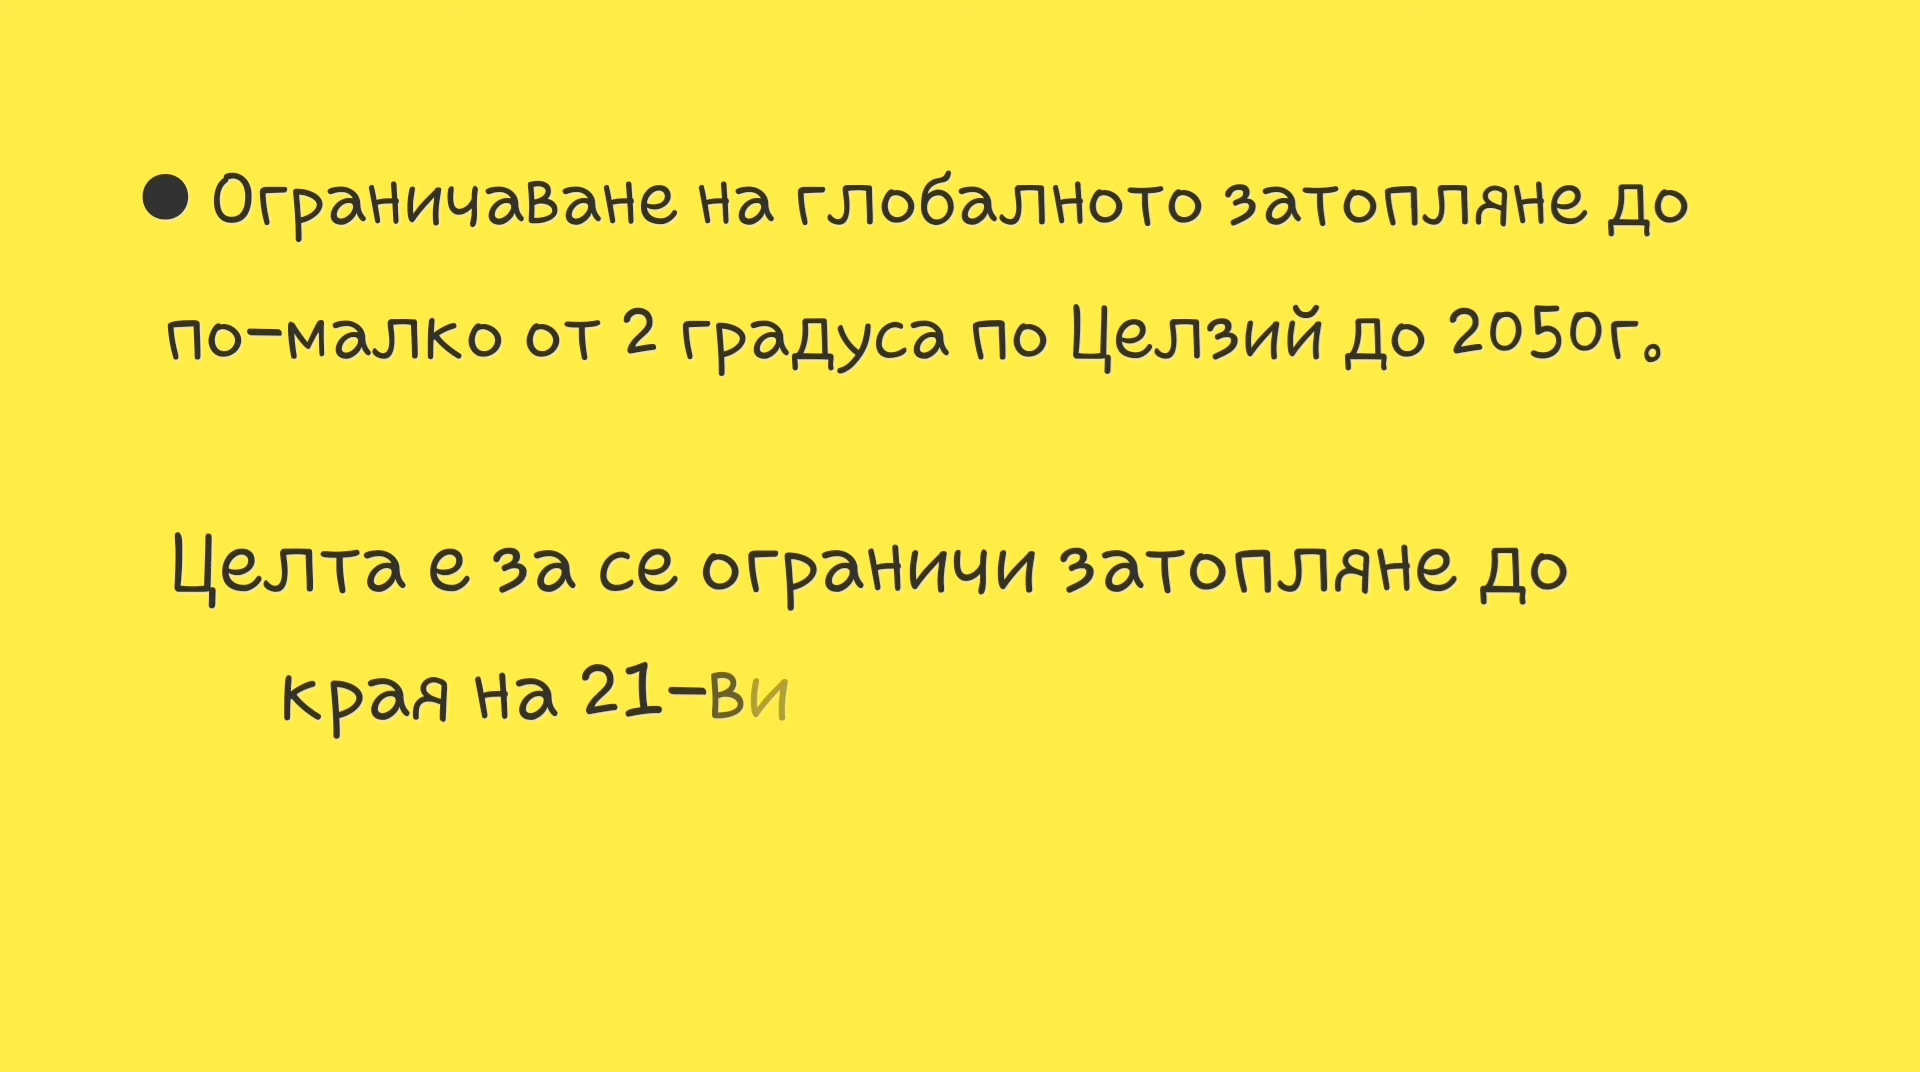 ● Ограничаване на глобалното затопляне до
по-малко от 2 градуса по Целзий до 2050г.
Целта е за се ограничи затопляне до
края на 21-ви